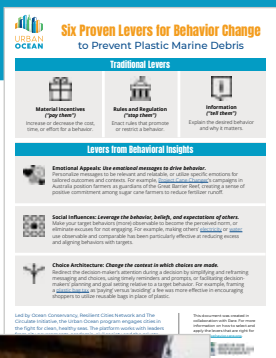 URBAN
OCEAN
Six Proven Levers for Behavior Change
to Prevent Plastic Marine Debris
Traditional Levers
Material Incentives
("pay them")
Increase or decrease the cost,
time, or effort for a behavior.
Rules and Regulation
("stop them")
Enact rules that promote
or restrict a behavior.
Information
("tell them")
Explain the desired behavior
and why it matters.
Levers from Behavioral Insights
Emotional Appeals: Use emotional messages to drive behavior.
Personalize messages to be relevant and relatable, or utilize specific emotions for
tailored outcomes and contexts. For example, Project Cane Changer's campaigns in
Australia position farmers as guardians of the Great Barrier Reef, creating a sense of
positive commitment among sugar cane farmers to reduce fertilizer runoff.
Social Influences: Leverage the behavior, beliefs, and expectations of others.
Make your target behaviors (more) observable to become the perceived norm, or
eliminate excuses for not engaging. For example, making others' electricity or water
use observable and comparable has been particularly effective at reducing excess
and aligning behaviors with targets.
Choice Architecture: Change the context in which choices are made.
Redirect the decision-maker's attention during a decision by simplifying and reframing
messaging and choices, using timely reminders and prompts, or facilitating decision-
maker's planning and goal setting relative to a target behavior. For example, framing
a plastic bag fee as 'paying' versus 'avoiding' a fee was more effective in encouraging
shoppers to utilize reusable bags in place of plastic.
Led by Ocean Conservancy, Resilient Cities Network and The
Circulate Initiative, the Urban Ocean program engages cities in
the fight for clean, healthy seas. The platform works with leaders
This document was created in
collaboration with Rare. For more
information on how to select and
apply the levers that are right for